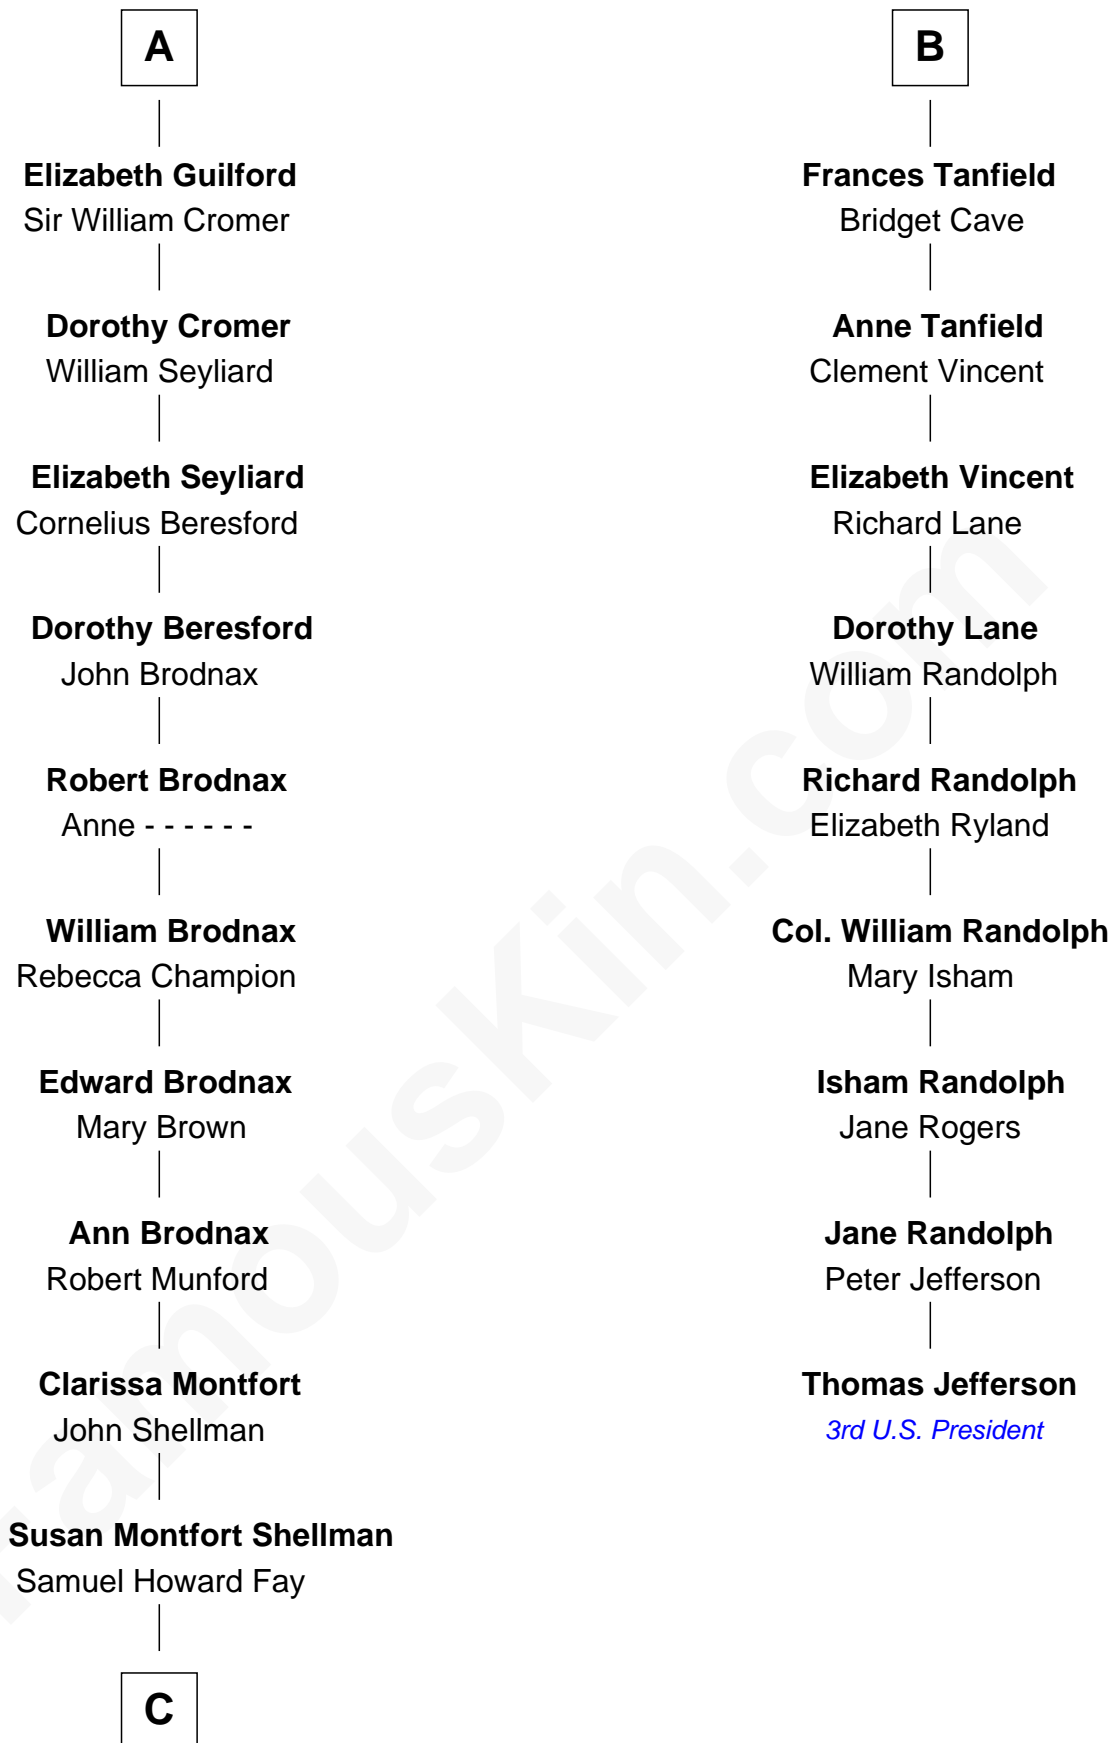 A
Elizabeth Guilford
Sir William Cromer
Dorothy Cromer
William Seyliard
Elizabeth Seyliard
Cornelius Beresford
Dorothy Beresford
John Brodnax
Robert Brodnax
Anne - - - - - -
William Brodnax
Rebecca Champion
Edward Brodnax
Mary Brown
Ann Brodnax
Robert Munford
Clarissa Montfort
John Shellman
Susan Montfort Shellman
Samuel Howard Fay
C
B
Frances Tanfield
Bridget Cave
Anne Tanfield
Clement Vincent
Elizabeth Vincent
Richard Lane
Dorothy Lane
William Randolph
Richard Randolph
Elizabeth Ryland
Col. William Randolph
Mary Isham
Isham Randolph
Jane Rogers
Jane Randolph
Peter Jefferson
Thomas Jefferson
3rd U.S. President
FamousKin.com